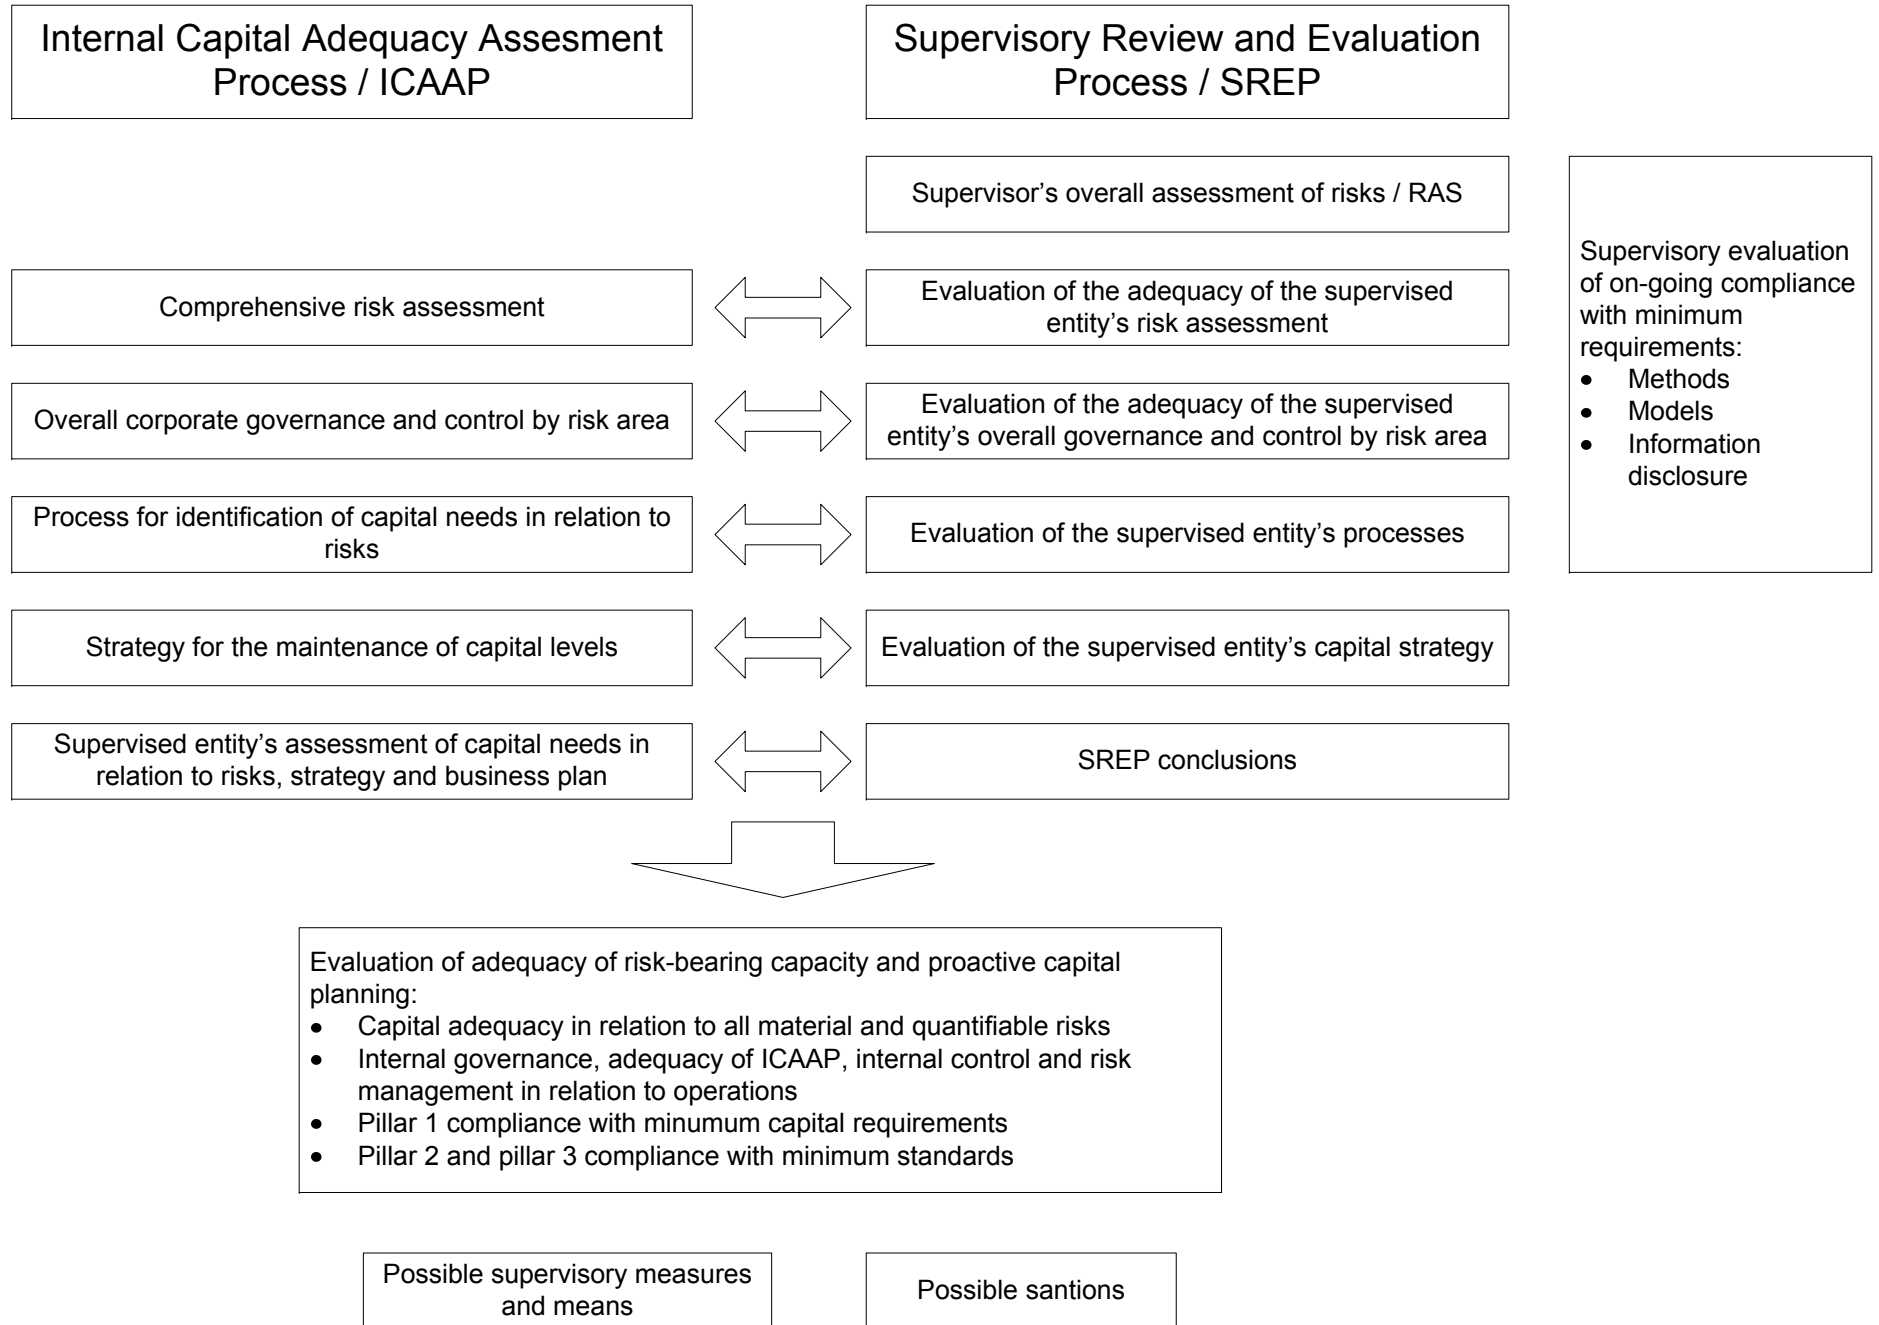 Internal Capital Adequacy Assesment
Process / ICAAP
Supervisory Review and Evaluation
Process / SREP
Supervisor’s overall assessment of risks / RAS
Supervisory evaluation
of on-going compliance
with minimum
requirements:
• Methods
• Models
• Information
disclosure
Comprehensive risk assessment
Evaluation of the adequacy of the supervised
entity’s risk assessment
Overall corporate governance and control by risk area
Evaluation of the adequacy of the supervised
entity’s overall governance and control by risk area
Process for identification of capital needs in relation to
risks
Evaluation of the supervised entity’s processes
Strategy for the maintenance of capital levels
Evaluation of the supervised entity’s capital strategy
Supervised entity’s assessment of capital needs in
relation to risks, strategy and business plan
SREP conclusions
Evaluation of adequacy of risk-bearing capacity and proactive capital
planning:
• Capital adequacy in relation to all material and quantifiable risks
• Internal governance, adequacy of ICAAP, internal control and risk
management in relation to operations
• Pillar 1 compliance with minumum capital requirements
• Pillar 2 and pillar 3 compliance with minimum standards
Possible supervisory measures
and means
Possible santions